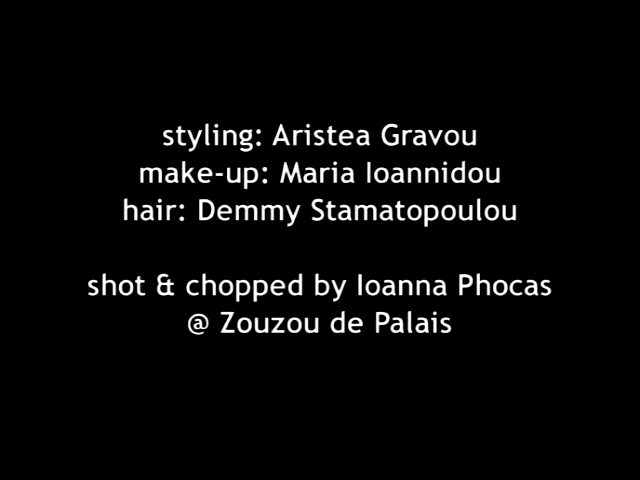 styling: Aristea Gravou
make-up: Maria Ioannidou
hair: Demmy Stamatopoulou
shot & chopped by Ioanna Phocas
@ Zouzou de Palais